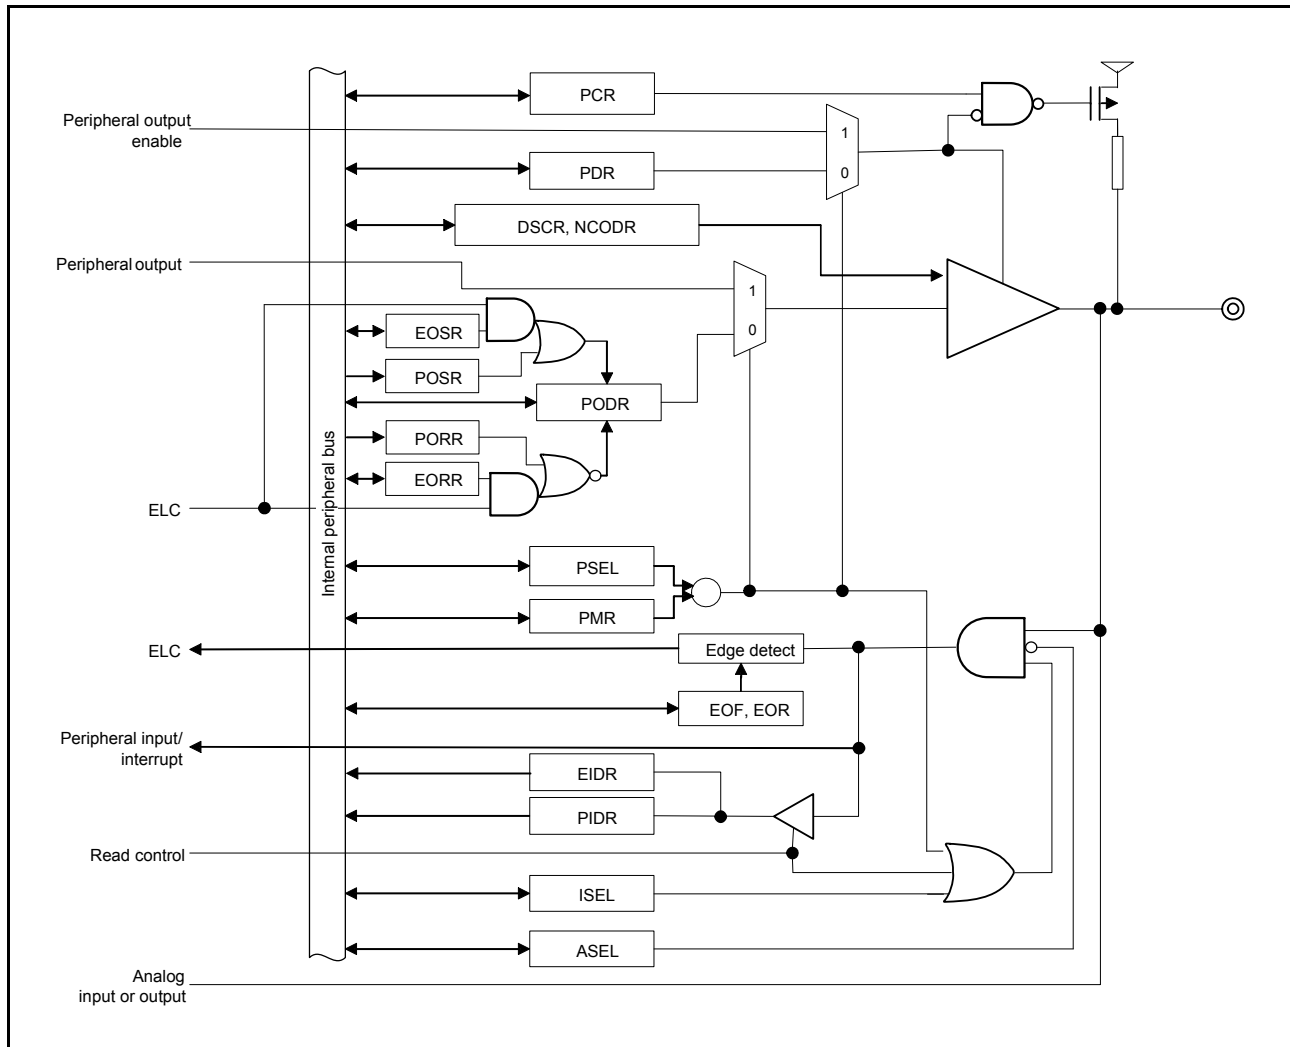 PCR
Peripheral output
enable
1
0
PDR
DSCR, NCODR
Peripheral output
1
0
EOSR
POSR
PODR
PORR
EORR
ELC
Internal peripheral bus
PSEL
PMR
ELC
Edge detect
EOF, EOR
Peripheral input/
interrupt
EIDR
PIDR
Read control
ISEL
ASEL
Analog
input or output